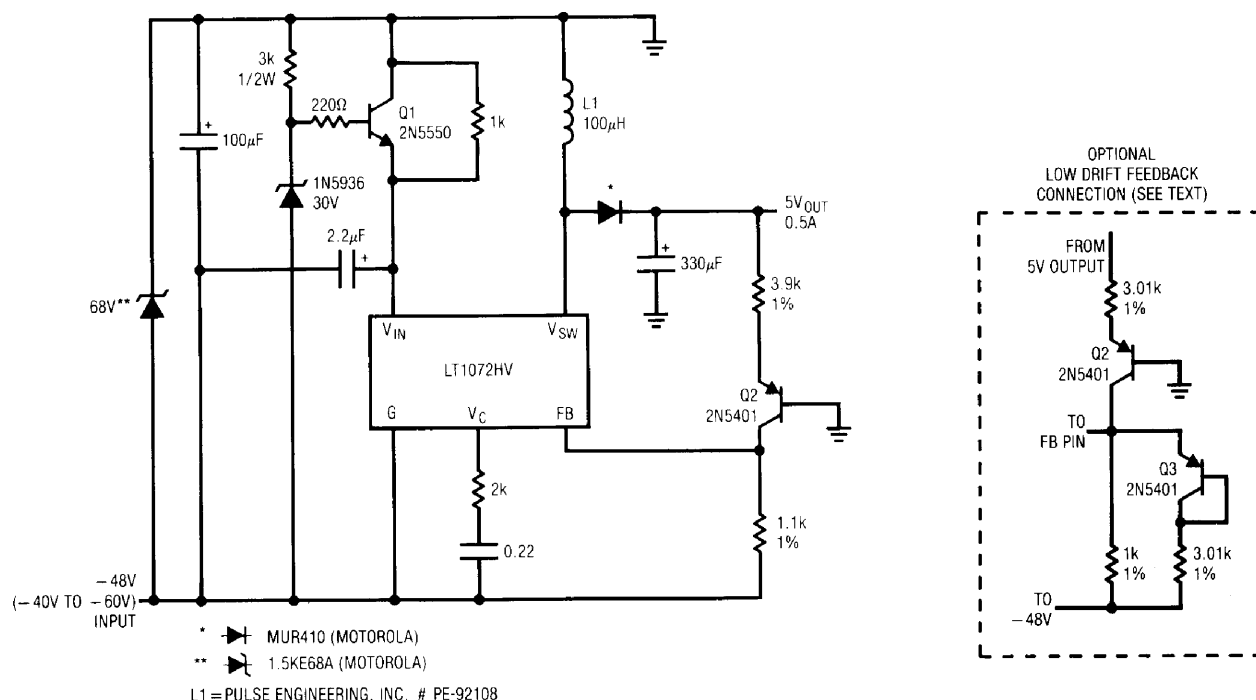 3k
1/2W
220Ω
Q1
2N5550
1k
L1
100μH
+
100μF
1N5936
30V
*
5VOUT
0.5A
2.2μF
+
+
330μF
3.9k
1%
68V**
VIN
VSW
LT1072HV
G
VC
FB
Q2
2N5401
2k
0.22
1.1k
1%
−48V
(−40V TO −60V)
INPUT
* MUR410 (MOTOROLA)
** 1.5KE68A (MOTOROLA)
L1=PULSE ENGINEERING, INC. # PE-92108
OPTIONAL
LOW DRIFT FEEDBACK
CONNECTION (SEE TEXT)
FROM
5V OUTPUT
3.01k
1%
Q2
2N5401
TO
FB PIN
Q3
2N5401
1k
1%
3.01k
1%
TO
−48V